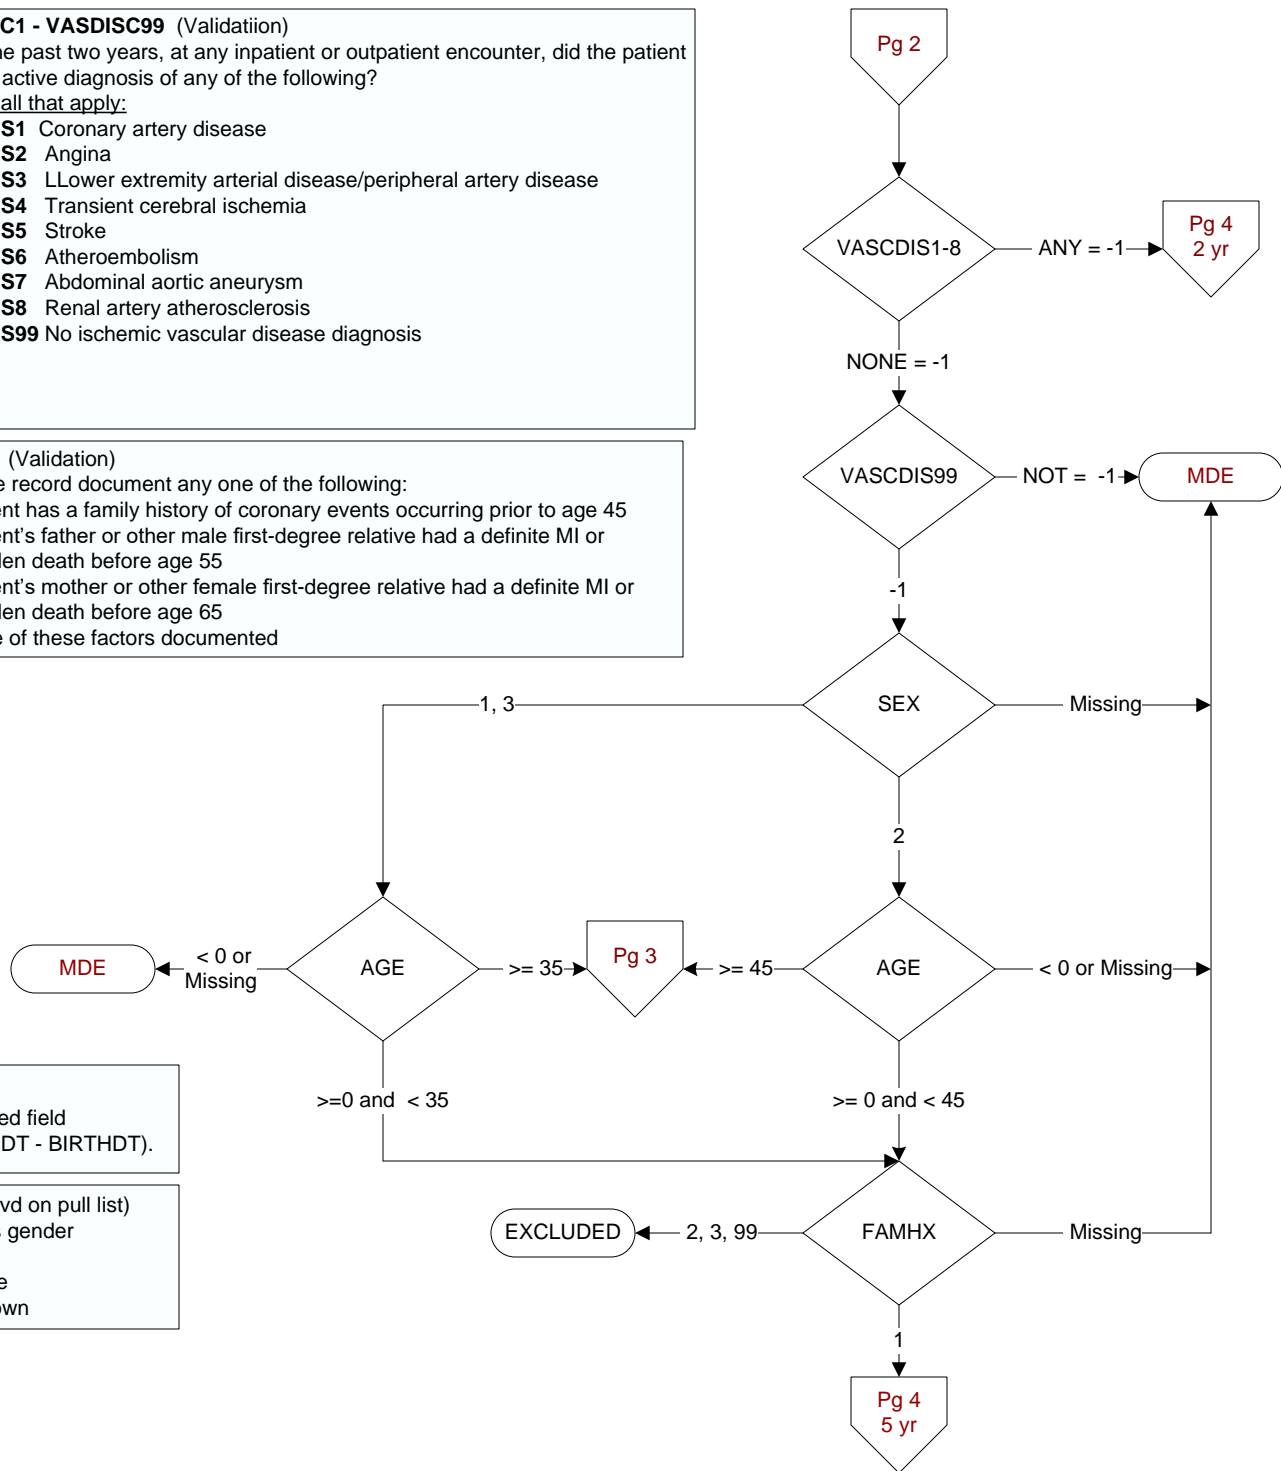 C1 - VASDISC99 (Validatiion)
ne past two years, at any inpatient or outpatient encounter, did the patient
active diagnosis of any of the following?
all that apply:
S1 Coronary artery disease
S2 Angina
S3 LLower extremity arterial disease/peripheral artery disease
S4 Transient cerebral ischemia
S5 Stroke
S6 Atheroembolism
S7 Abdominal aortic aneurysm
S8 Renal artery atherosclerosis
S99 No ischemic vascular disease diagnosis
(Validation)
e record document any one of the following:
ent has a family history of coronary events occurring prior to age 45
ent's father or other male first-degree relative had a definite MI or
den death before age 55
ent's mother or other female first-degree relative had a definite MI or
den death before age 65
e of these factors documented
Pg 2
VASCDIS1-8
ANY = -1
Pg 4
2 yr
NONE = -1
VASCDIS99
NOT = -1
MDE
-1
SEX
1, 3
Missing
2
MDE
< 0 or
Missing
AGE
>= 35
Pg 3
>= 45
AGE
< 0 or Missing
>=0 and < 35
>= 0 and < 45
ed field
DT - BIRTHDT).
vd on pull list)
s gender
e
own
EXCLUDED
2, 3, 99
FAMHX
Missing
1
Pg 4
5 yr